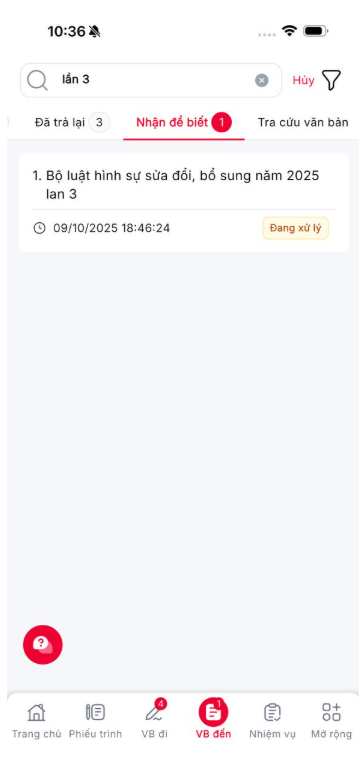 10:36
lần 3
Hủy
Đã trả lại 3
Nhận để biết 1
Tra cứu văn bản
1. Bộ luật hình sự sửa đổi, bổ sung năm 2025
lan 3
09/10/2025 18:46:24
Đang xử lý
?
4
1
Trang chủ
Phiếu trình
VB đi
VB đến
Nhiệm vụ
Mở rộng